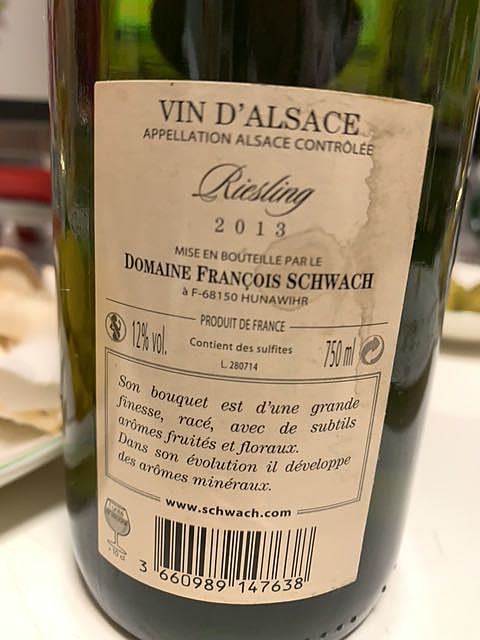 VIN D'ALSACE
APPELLATION ALSACE CONTRÔLÉE
Riesling
2013
MISE EN BOUTEILLE PAR LE
DOMAINE FRANÇOIS SCHWACH
à F-68150 HUNAWIHR
PRODUIT DE FRANCE
12% vol.
Contient des sulfites
750 ml
L. 280714
Son bouquet est d'une grande
finesse, racé, avec de subtils
arômes fruités et floraux.
Dans son évolution il développe
des arômes minéraux.
www.schwach.com
3 660989 147638